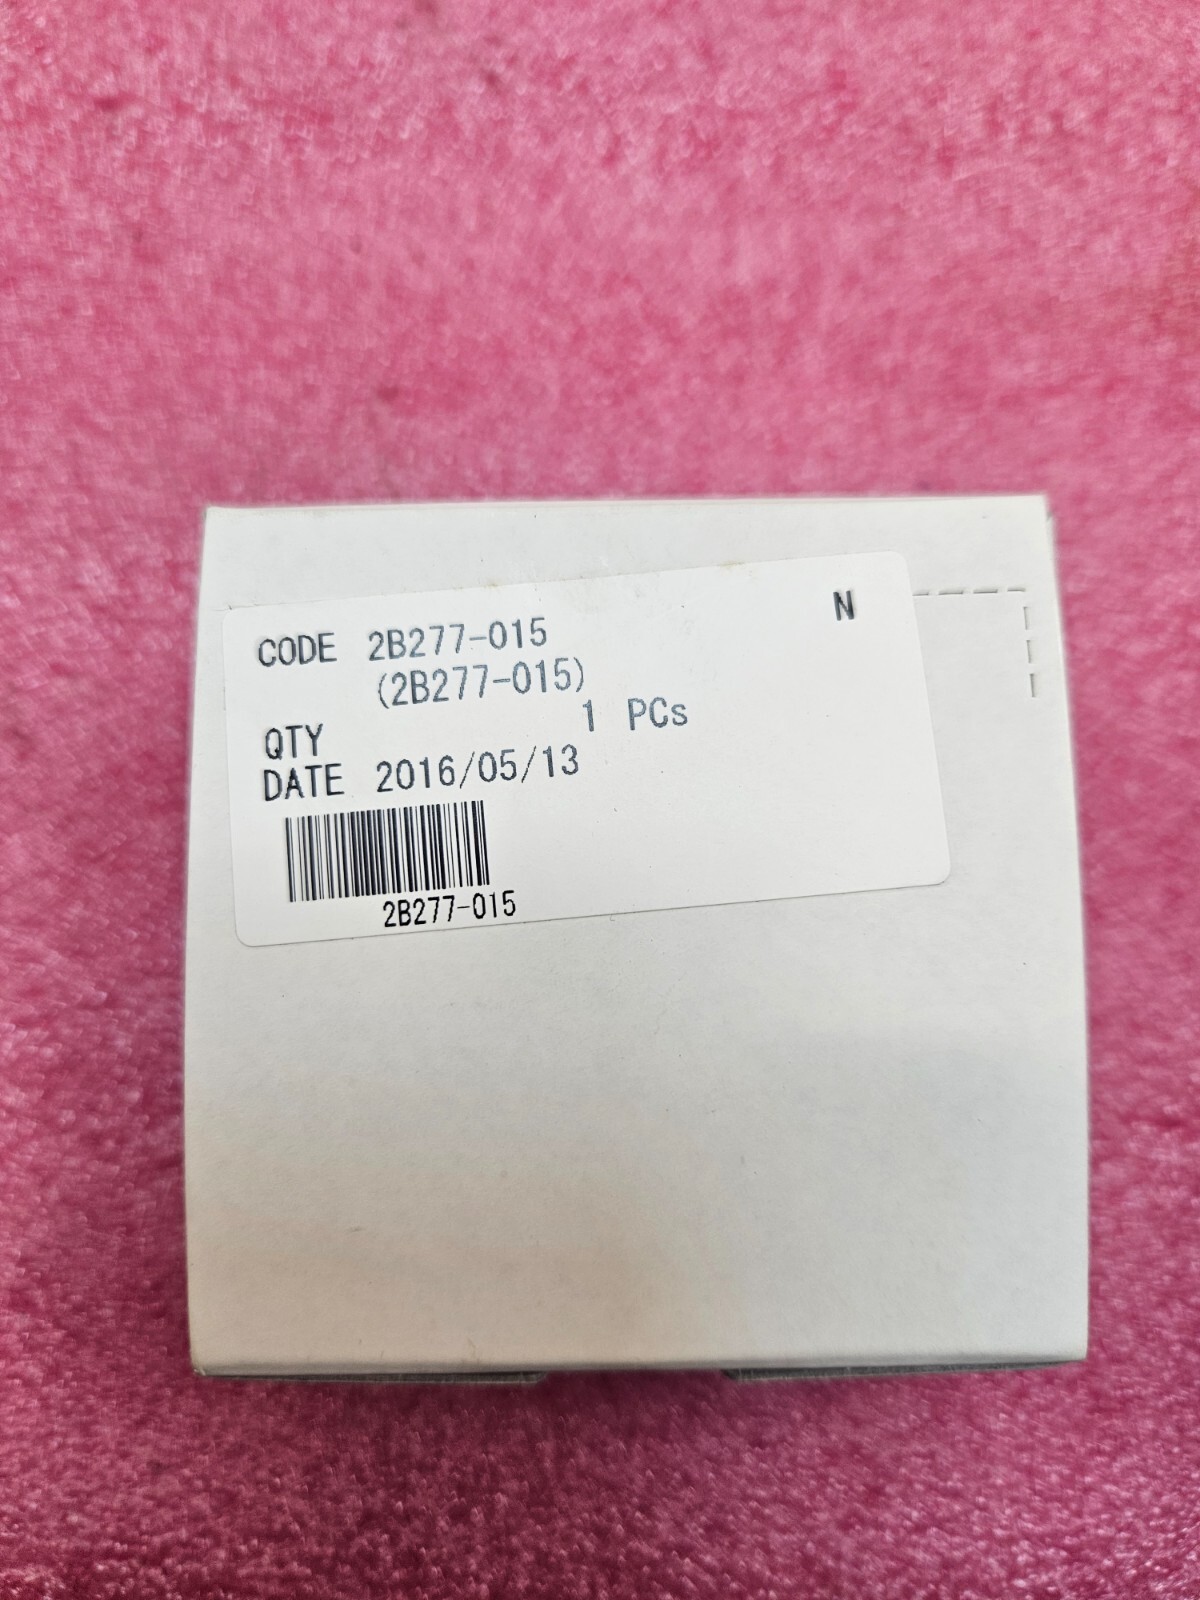 N
CODE 2B277-015
(2B277-015)
QTY 1 PCs
DATE 2016/05/13
2B277-015